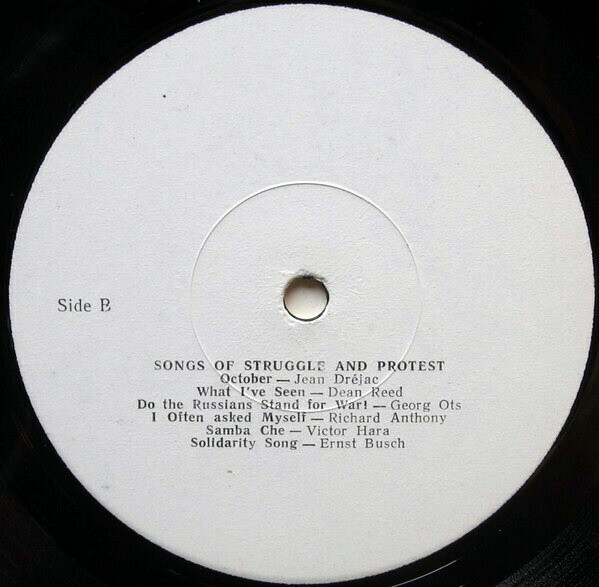 Side B
SONGS OF STRUGGLE AND PROTEST
October — Jean Dréjac
What I've Seen — Dean Reed
Do the Russians Stand for War! — Georg Ots
I Often asked Myself — Richard Anthony
Samba Che — Victor Hara
Solidarity Song — Ernst Busch